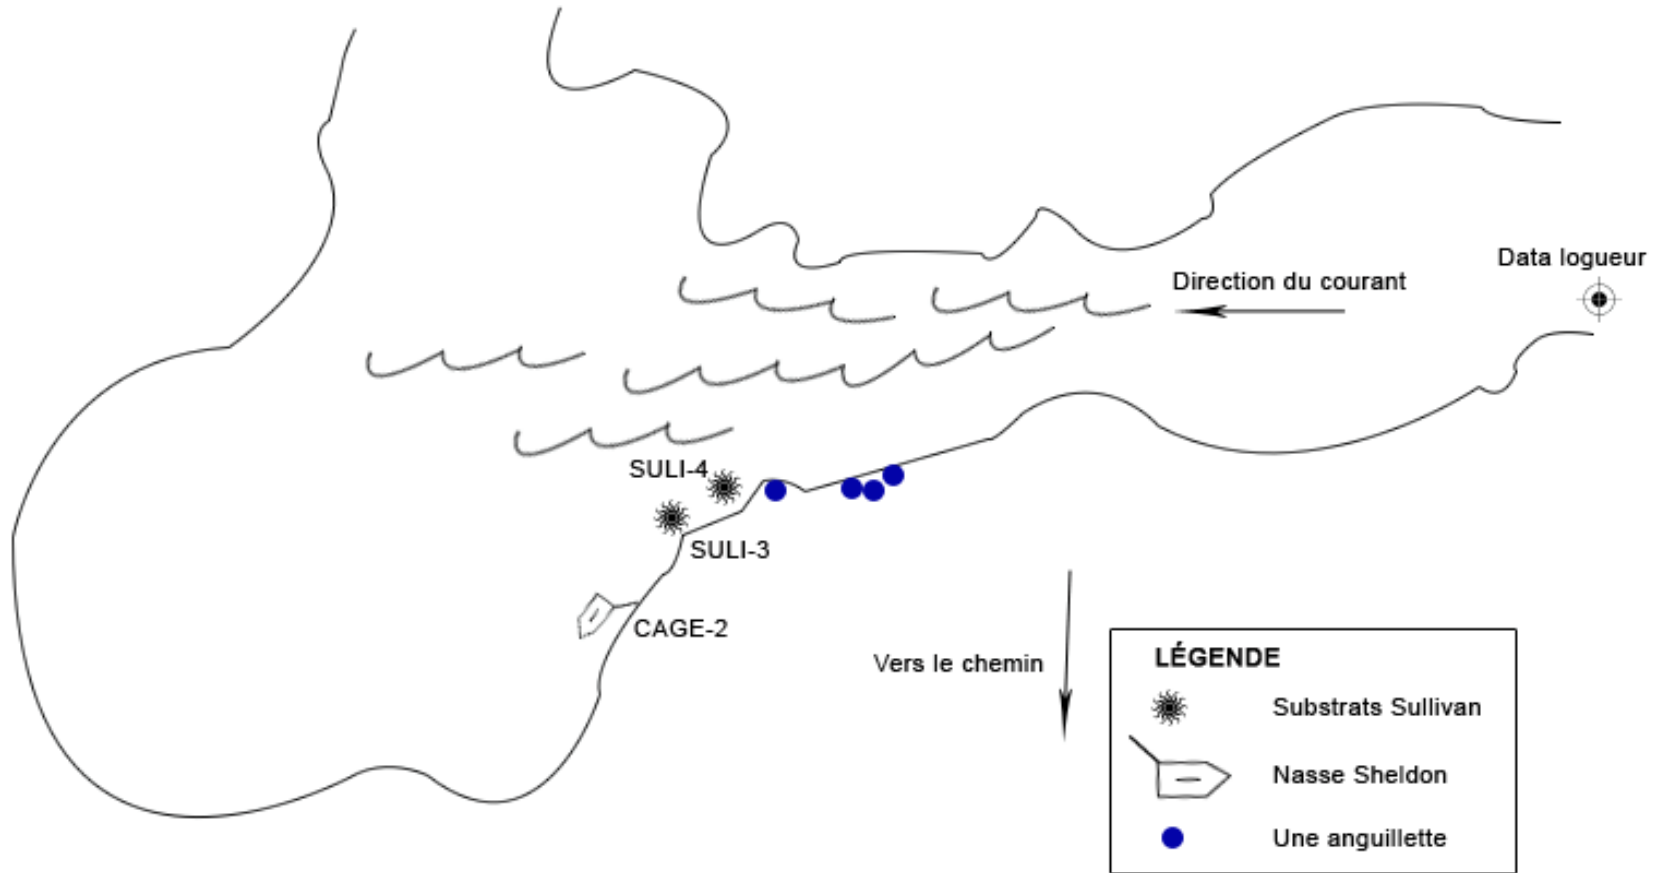 Data logueur
Direction du courant
SULI-4
SULI-3
CAGE-2
Vers le chemin
LÉGENDE
Substrats Sullivan
Nasse Sheldon
Une anguillette